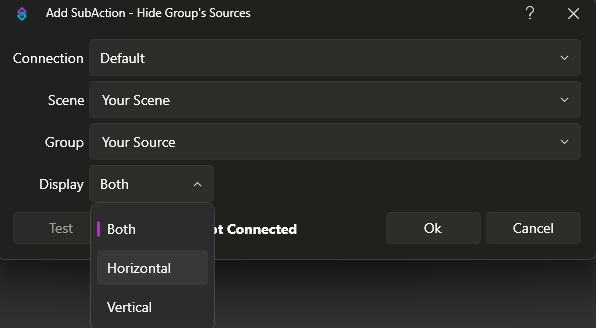 Add SubAction - Hide Group's Sources ?
Connection Default
Scene Your Scene
Group Your Source
Display Both
Test Both ot Connected Ok Cancel
Horizontal
Vertical